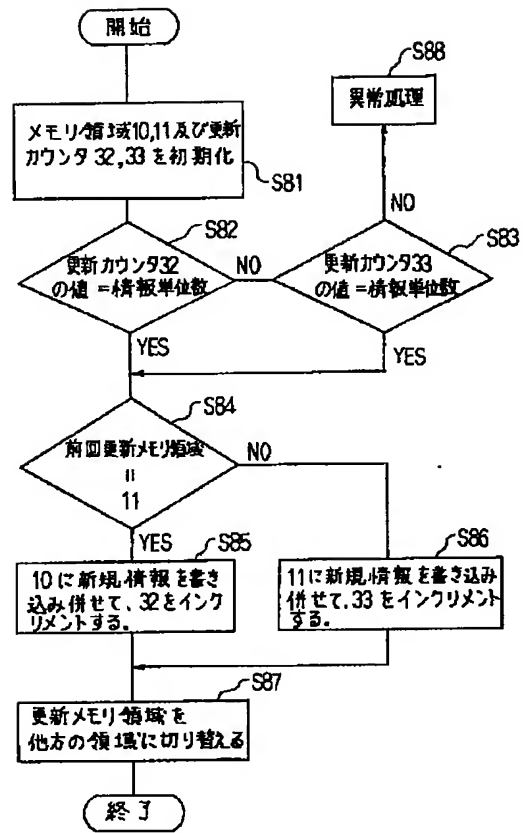 開始
S88
異常処理
メモリ領域10,11及び更新
カウンタ32,33を初期化
S81
NO
S82
S83
更新カウンタ32
の値=情報単位数
NO
更新カウンタ33
の値=情報単位数
YES
YES
S84
前回更新メモリ領域
=
11
NO
YES
S85
S86
10に新規情報を書き
込み併せて、32をインク
リメントする。
11に新規情報を書き込み
併せて、33をインクリメント
する。
S87
更新メモリ領域を
他方の領域に切り替える
終了